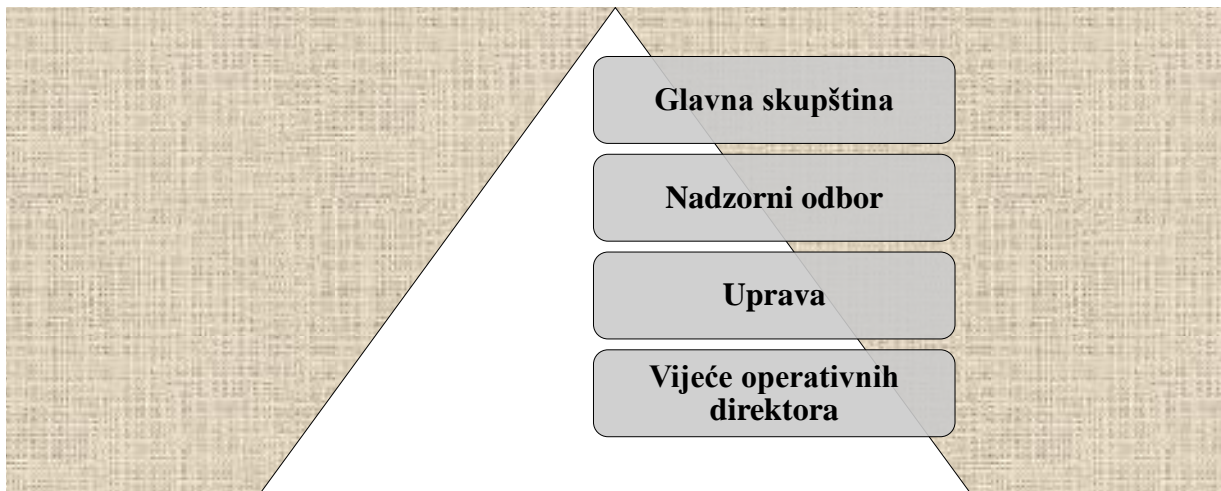 Glavna skupština
Nadzorni odbor
Uprava
Vijeće operativnih
direktora